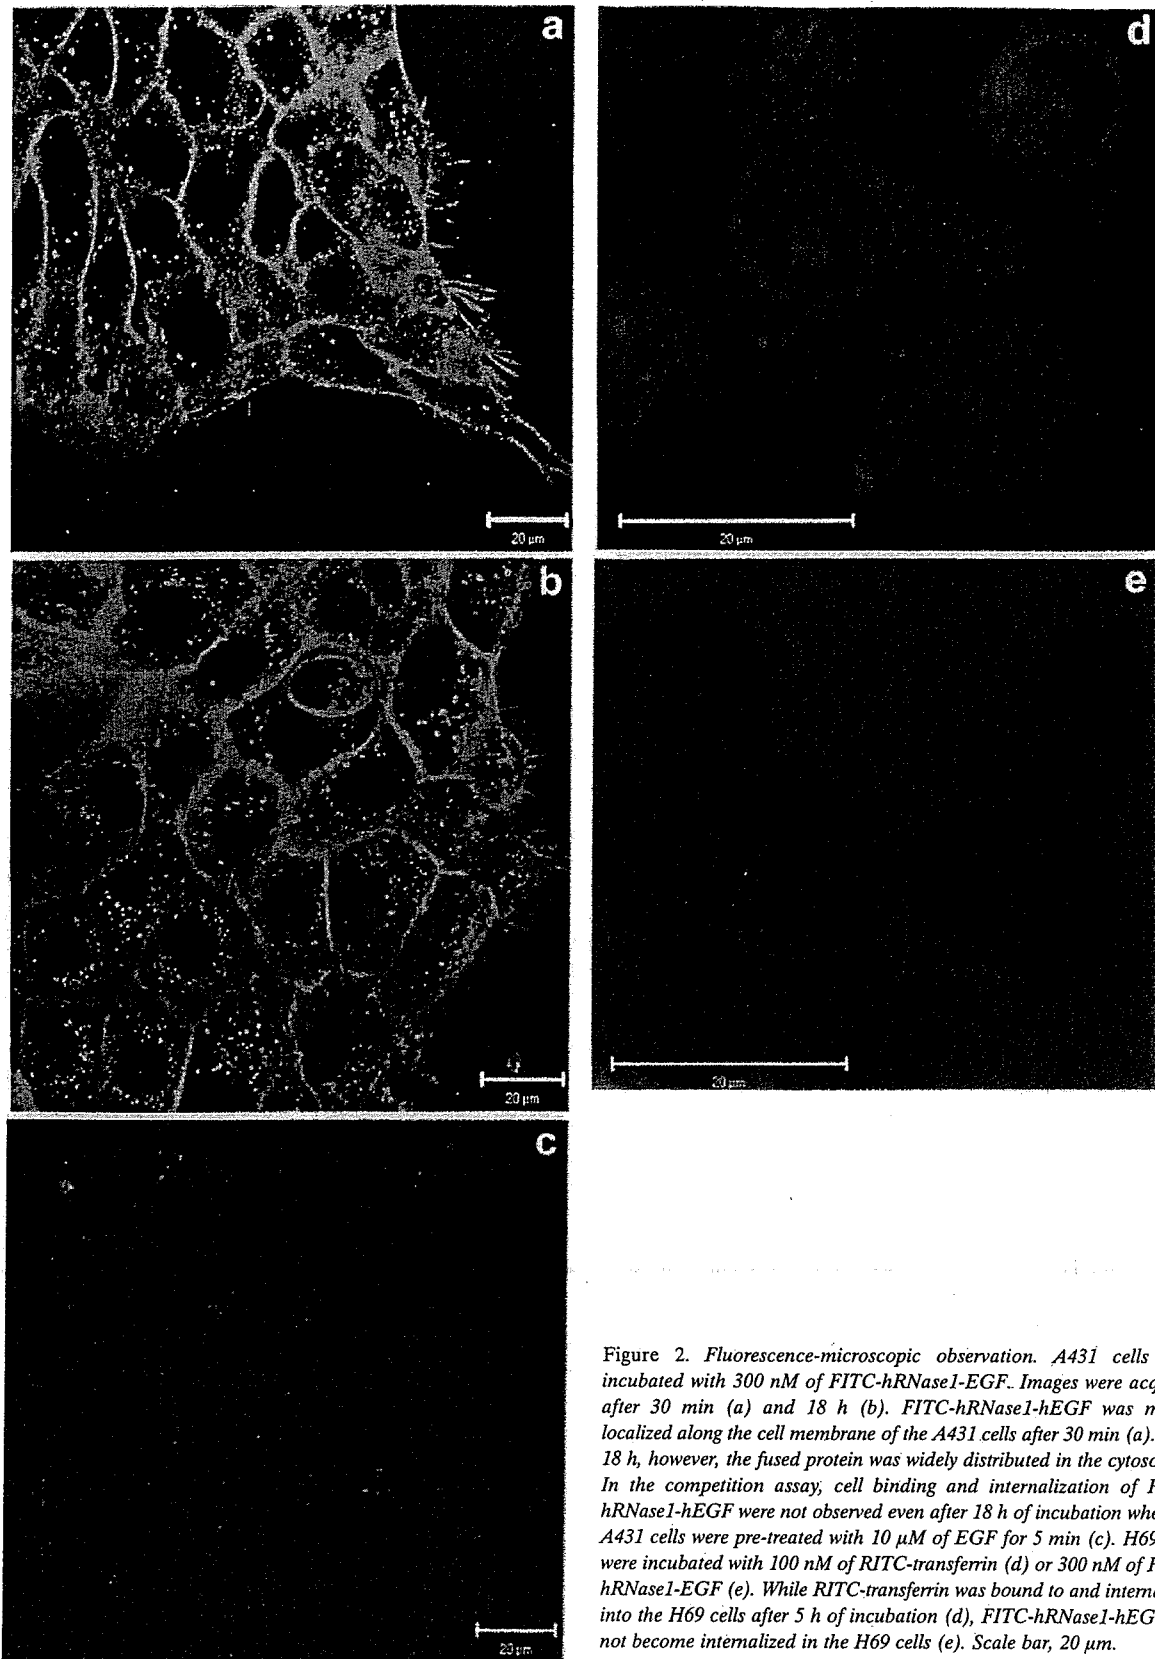 a
20 µm
b
20 µm
c
20 µm
d
20 µm
e
20 µm
Figure 2. Fluorescence-microscopic observation. A431 cells
incubated with 300 nM of FITC-hRNase1-EGF. Images were acq
after 30 min (a) and 18 h (b). FITC-hRNase1-hEGF was m
localized along the cell membrane of the A431 cells after 30 min (a).
18 h, however, the fused protein was widely distributed in the cytoso
In the competition assay, cell binding and internalization of F
hRNase1-hEGF were not observed even after 18 h of incubation whe
A431 cells were pre-treated with 10 µM of EGF for 5 min (c). H69
were incubated with 100 nM of RITC-transferrin (d) or 300 nM of F
hRNase1-EGF (e). While RITC-transferrin was bound to and interna
into the H69 cells after 5 h of incubation (d), FITC-hRNase1-hEG
not become internalized in the H69 cells (e). Scale bar, 20 µm.